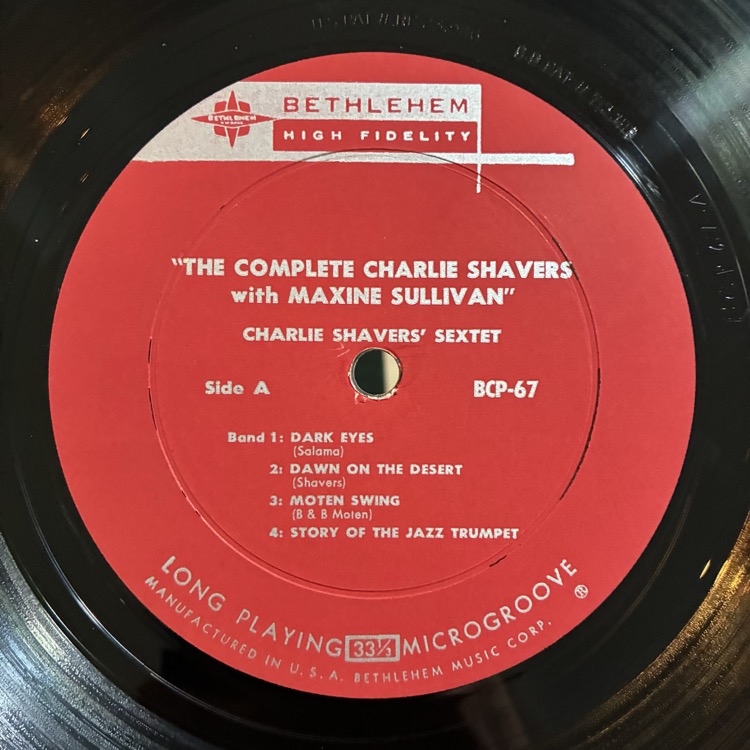 BETHLEHEM
BETHLEHEM
HIGH FIDELITY
"THE COMPLETE CHARLIE SHAVERS
with MAXINE SULLIVAN"
CHARLIE SHAVERS' SEXTET
Side A
BCP-67
Band 1: DARK EYES
(Salama)
2: DAWN ON THE DESERT
(Shavers)
3: MOTEN SWING
(B & B Moten)
4: STORY OF THE JAZZ TRUMPET
LONG PLAYING 33⅓ MICROGROOVE ®
MANUFACTURED IN U.S.A. BETHLEHEM MUSIC CORP.